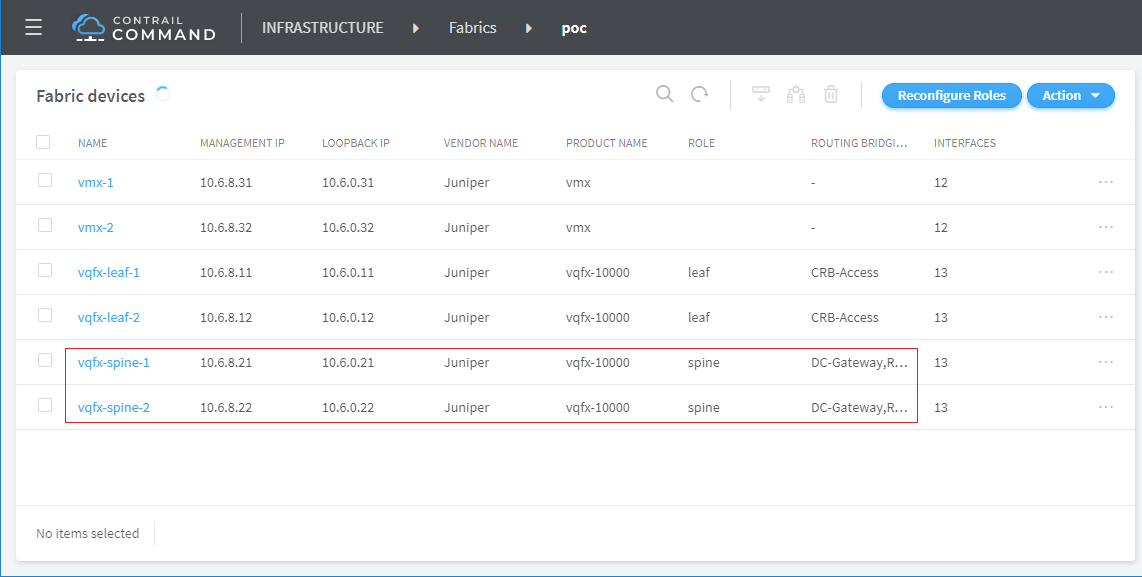 CONTRAIL
COMMAND
INFRASTRUCTURE Fabrics poc
Fabric devices Reconfigure Roles Action
NAME MANAGEMENT IP LOOPBACK IP VENDOR NAME PRODUCT NAME ROLE ROUTING BRIDGI... INTERFACES
vmx-1 10.6.8.31 10.6.0.31 Juniper vmx - 12 ...
vmx-2 10.6.8.32 10.6.0.32 Juniper vmx - 12 ...
vqfx-leaf-1 10.6.8.11 10.6.0.11 Juniper vqfx-10000 leaf CRB-Access 13 ...
vqfx-leaf-2 10.6.8.12 10.6.0.12 Juniper vqfx-10000 leaf CRB-Access 13 ...
vqfx-spine-1 10.6.8.21 10.6.0.21 Juniper vqfx-10000 spine DC-Gateway,R... 13 ...
vqfx-spine-2 10.6.8.22 10.6.0.22 Juniper vqfx-10000 spine DC-Gateway,R... 13 ...
No items selected